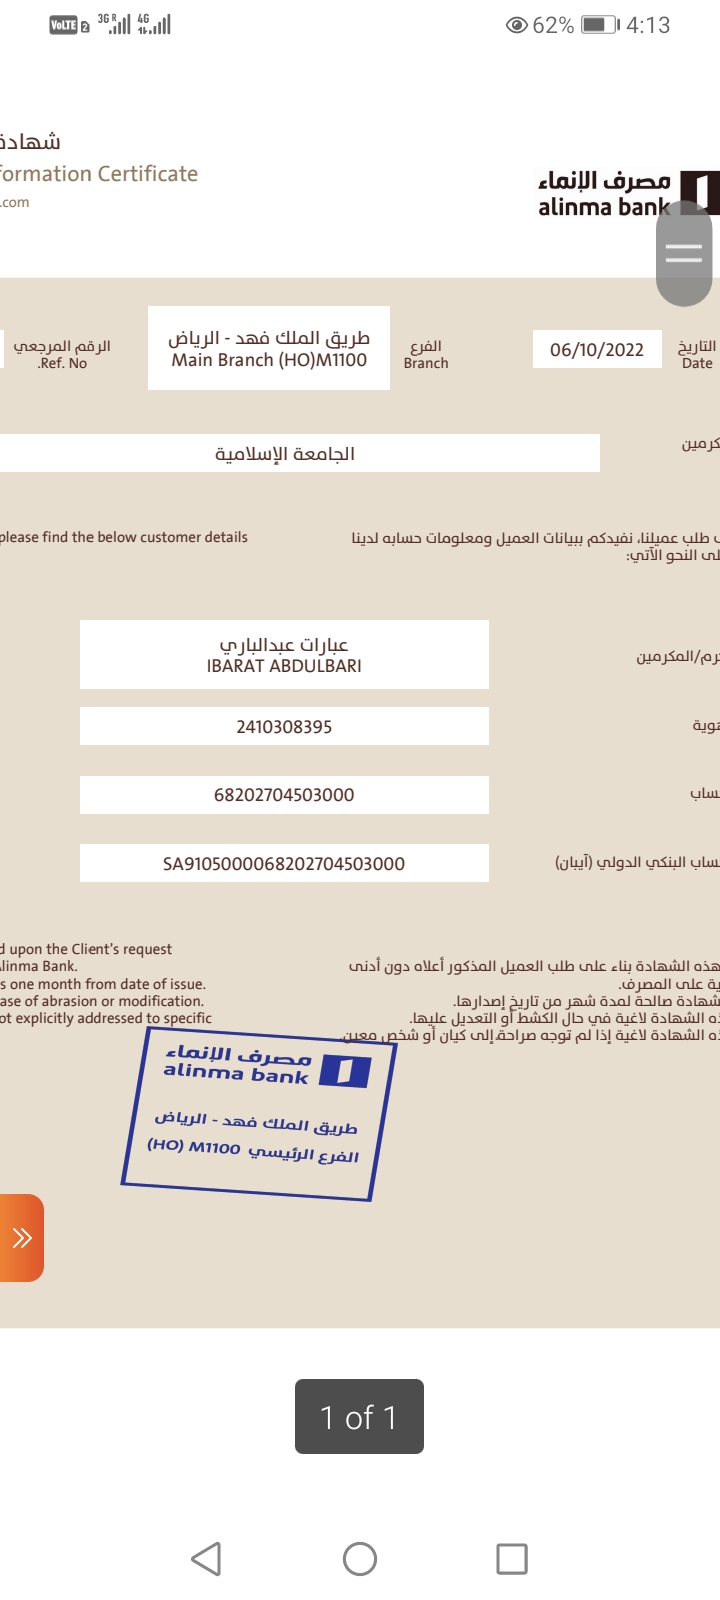 VoLTE 2 3G R 4G 62% 4:13
شهادة
formation Certificate
.com
مصرف الإنماء
alinma bank
التاريخ
Date
06/10/2022
الفرع
Branch
طريق الملك فهد - الرياض
Main Branch (HO)M1100
الرقم المرجعي
.Ref. No
كرمين
الجامعة الإسلامية
ى طلب عميلنا، نفيدكم ببيانات العميل ومعلومات حسابه لدينا
لى النحو الآتي:
please find the below customer details
رم/المكرمين
عبارات عبدالباري
IBARAT ABDULBARI
هوية
2410308395
ساب
68202704503000
ساب البنكي الدولي (آيبان)
SA9105000068202704503000
هذه الشهادة بناء على طلب العميل المذكور أعلاه دون أدنى
ية على المصرف.
شهادة صالحة لمدة شهر من تاريخ إصدارها.
ه الشهادة لاغية في حال الكشط أو التعديل عليها.
ه الشهادة لاغية إذا لم توجه صراحة إلى كيان أو شخص معين.
d upon the Client's request
Alinma Bank.
s one month from date of issue.
ase of abrasion or modification.
ot explicitly addressed to specific
مصرف الإنماء
alinma bank
طريق الملك فهد - الرياض
الفرع الرئيسي M1100 (HO)
1 of 1